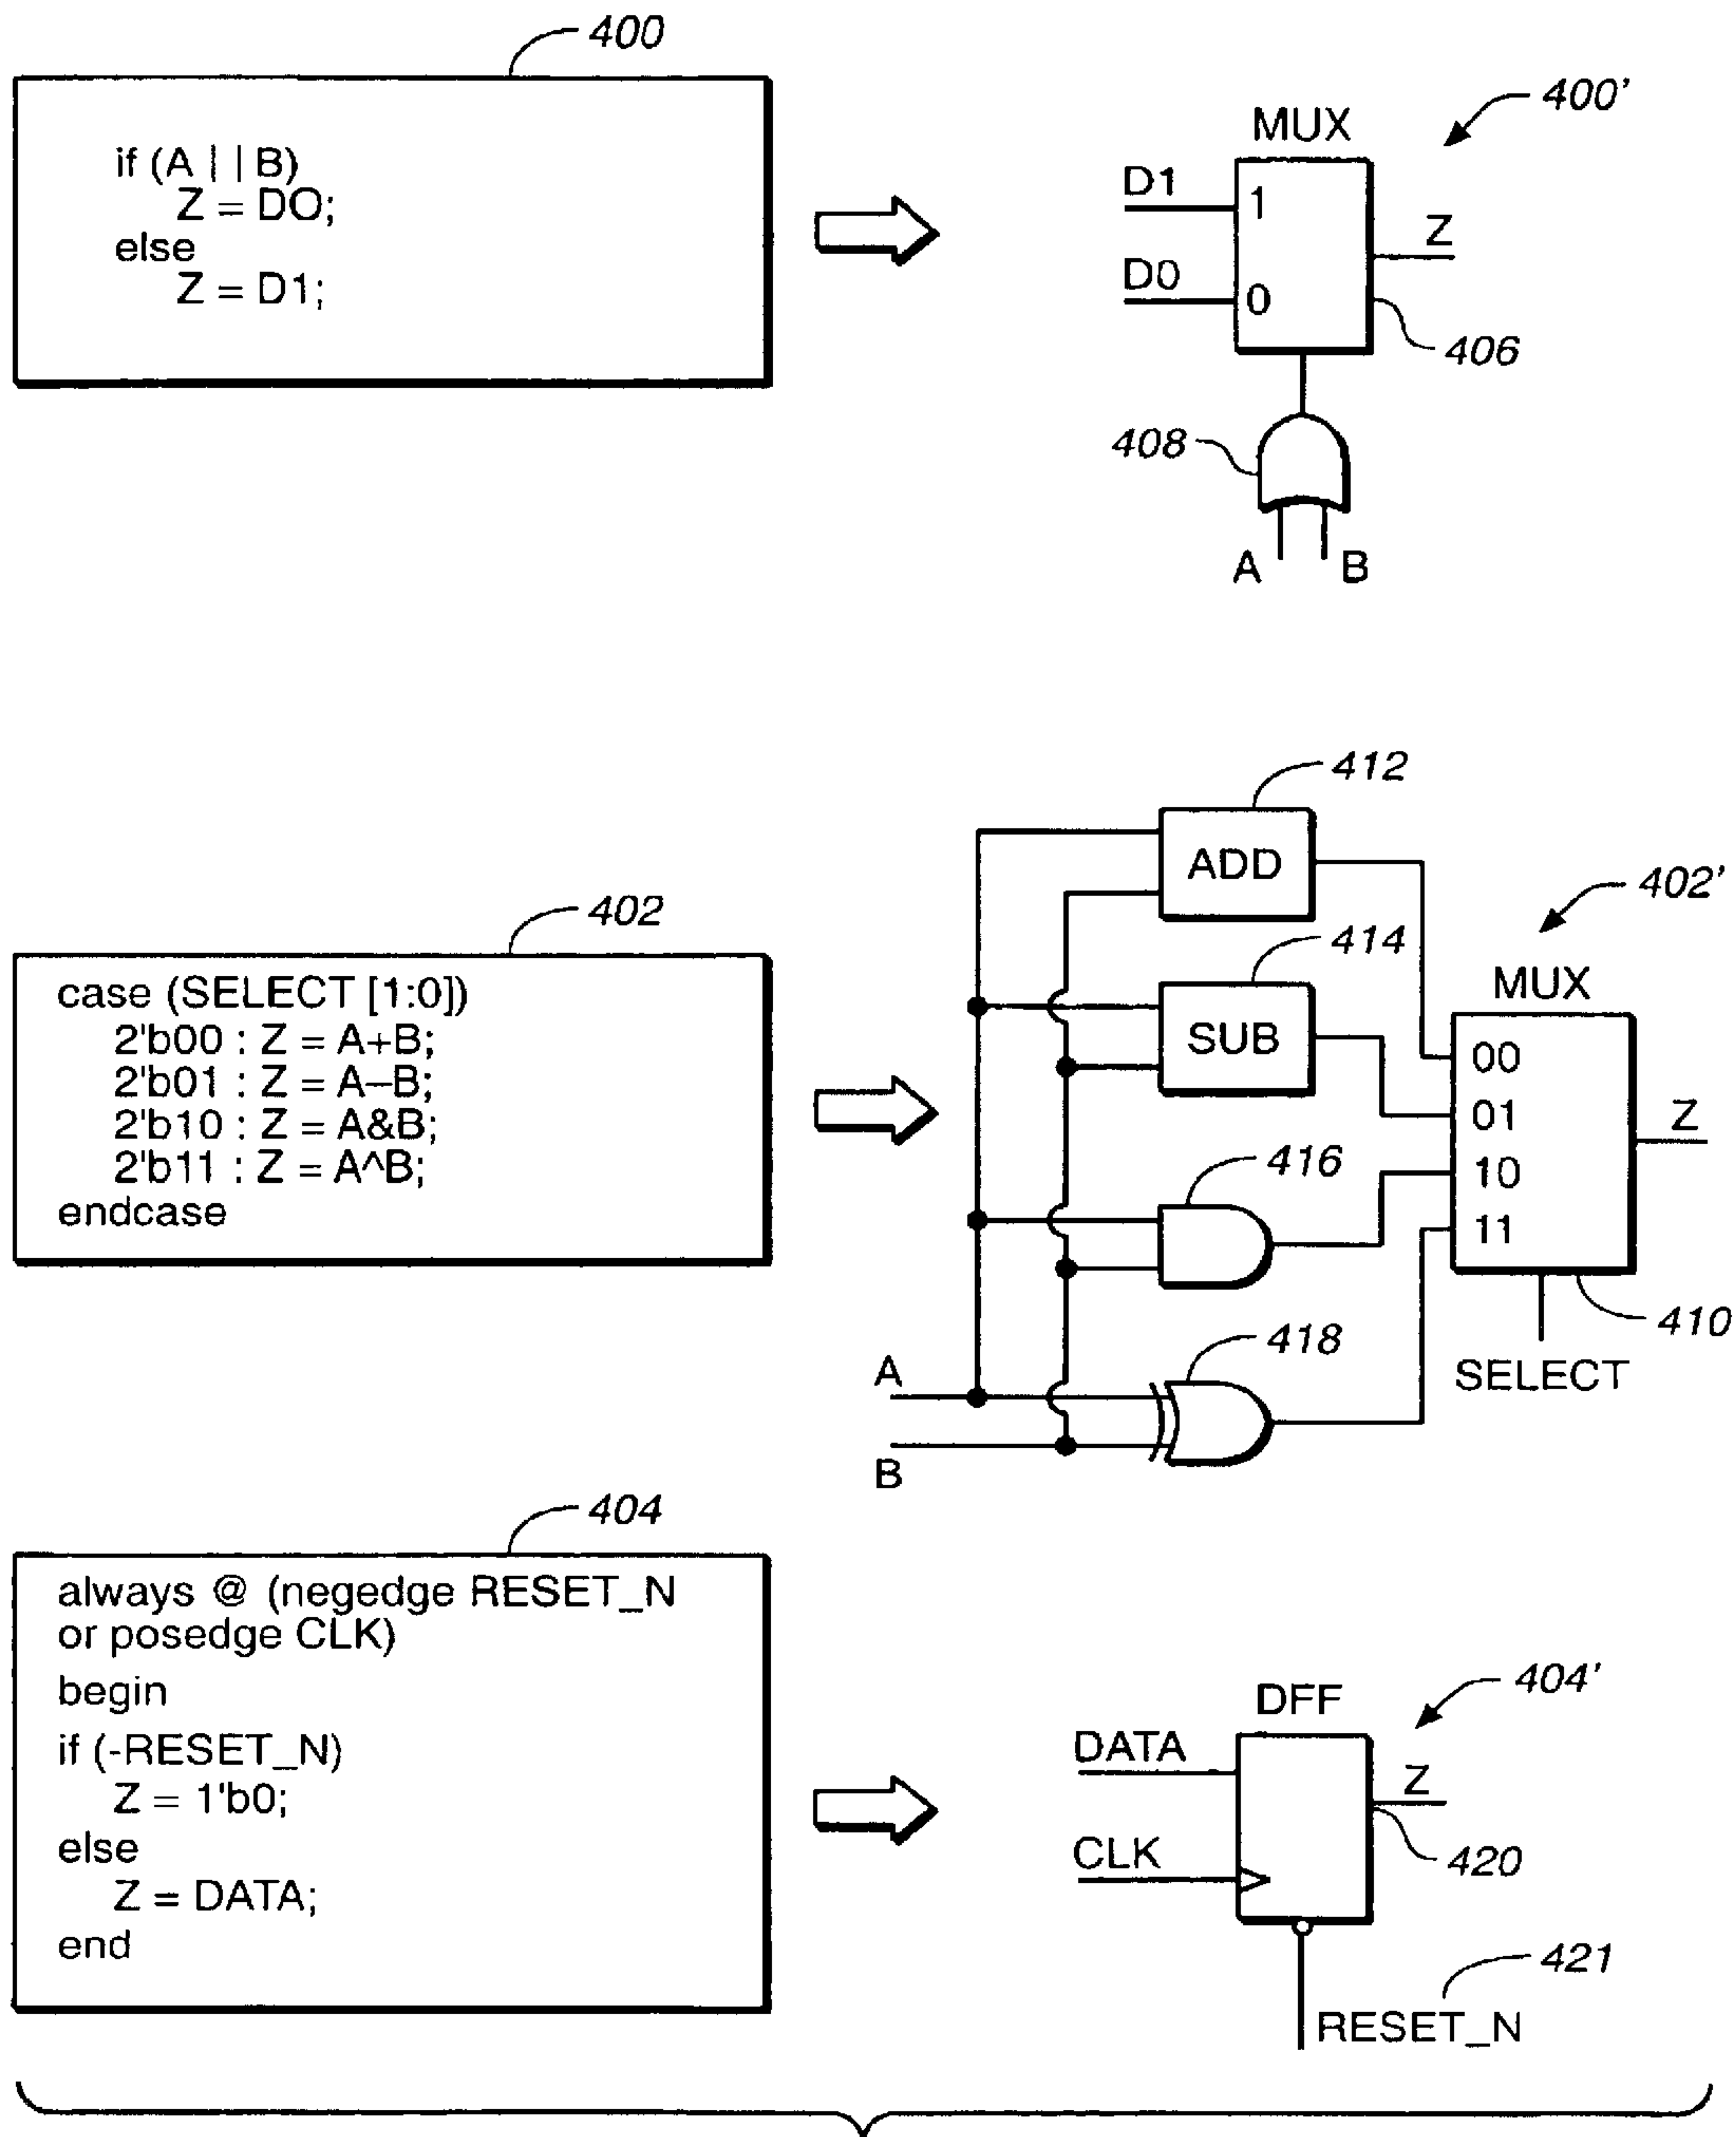 400
if (A || B)
Z = DO;
else
Z = D1;
400'
MUX
D1
1
Z
D0
0
406
408
A
B
402
case (SELECT [1:0])
2'b00 : Z = A+B;
2'b01 : Z = A–B;
2'b10 : Z = A&B;
2'b11 : Z = A^B;
endcase
412
ADD
402'
414
SUB
MUX
00
01
Z
10
11
416
410
418
SELECT
A
B
404
always @ (negedge RESET_N
or posedge CLK)
begin
if (-RESET_N)
Z = 1'b0;
else
Z = DATA;
end
404'
DFF
DATA
Z
CLK
420
421
RESET_N